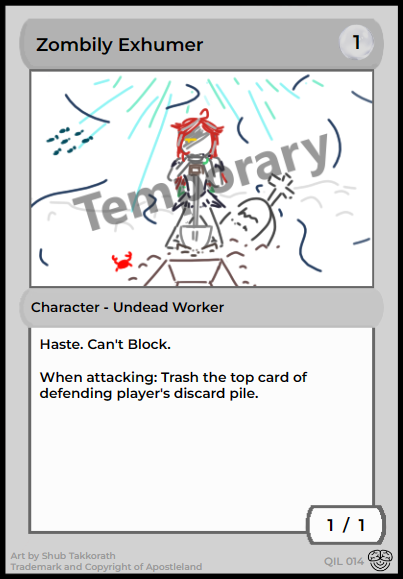 Zombily Exhumer
1
Temporary
Character - Undead Worker
Haste. Can't Block.
When attacking: Trash the top card of
defending player's discard pile.
1 / 1
Art by Shub Takkorath
Trademark and Copyright of Apostleland
QIL 014